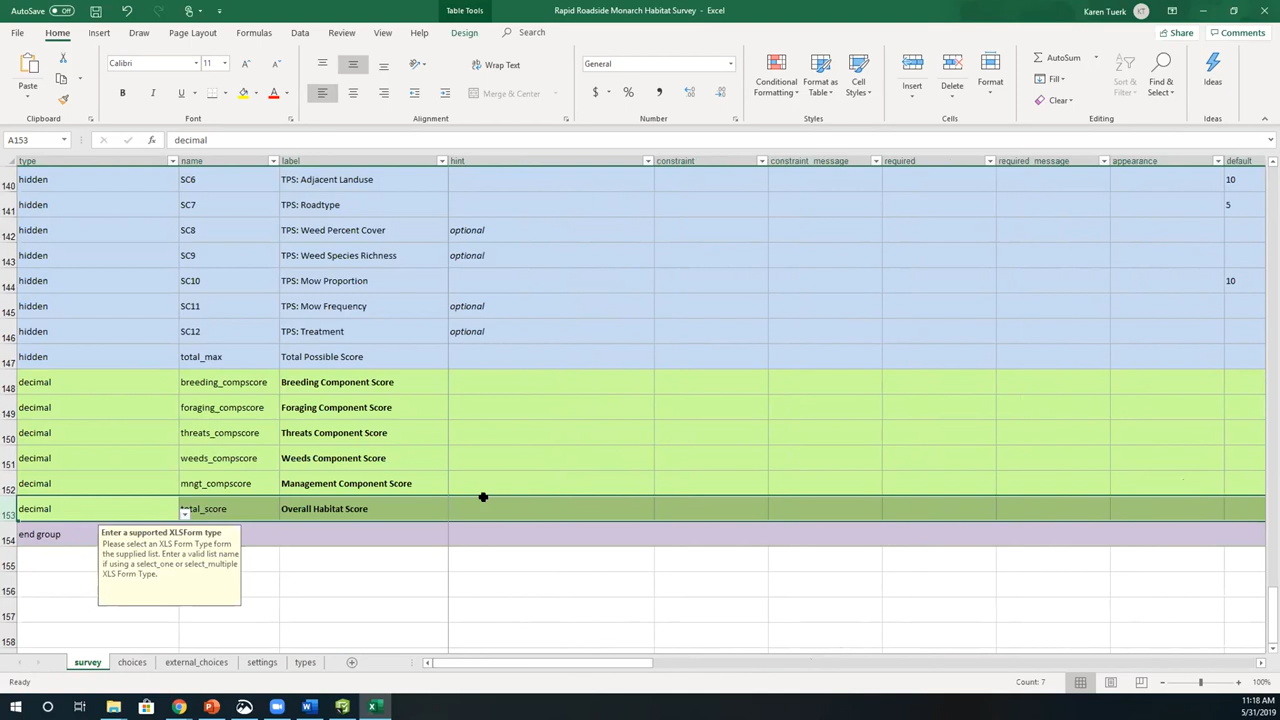 AutoSave Off
Table Tools
Rapid Roadside Monarch Habitat Survey - Excel
Karen Tuerk
KT
File Home Insert Draw Page Layout Formulas Data Review View Help Design Search
Share Comments
Calibri 11
Wrap Text
General
Paste
B I U
Merge & Center
$ %
Conditional Formatting
Format as Table
Cell Styles
Insert Delete Format
AutoSum
Fill
Clear
Sort & Filter
Find & Select
Ideas
Clipboard Font Alignment Number Styles Cells Editing Ideas
A153 fx decimal
type name label hint constraint constraint_message required required_message appearance default
140 hidden SC6 TPS: Adjacent Landuse 10
141 hidden SC7 TPS: Roadtype 5
142 hidden SC8 TPS: Weed Percent Cover optional
143 hidden SC9 TPS: Weed Species Richness optional
144 hidden SC10 TPS: Mow Proportion 10
145 hidden SC11 TPS: Mow Frequency optional
146 hidden SC12 TPS: Treatment optional
147 hidden total_max Total Possible Score
148 decimal breeding_compscore Breeding Component Score
149 decimal foraging_compscore Foraging Component Score
150 decimal threats_compscore Threats Component Score
151 decimal weeds_compscore Weeds Component Score
152 decimal mngt_compscore Management Component Score
153 decimal total_score Overall Habitat Score
154 end group
Enter a supported XLSForm type
Please select an XLS Form Type form
the supplied list. Enter a valid list name
if using a select_one or select_multiple
XLS Form Type.
155
156
157
158
survey choices external_choices settings types
Ready
Count: 7
100%
11:18 AM
5/31/2019